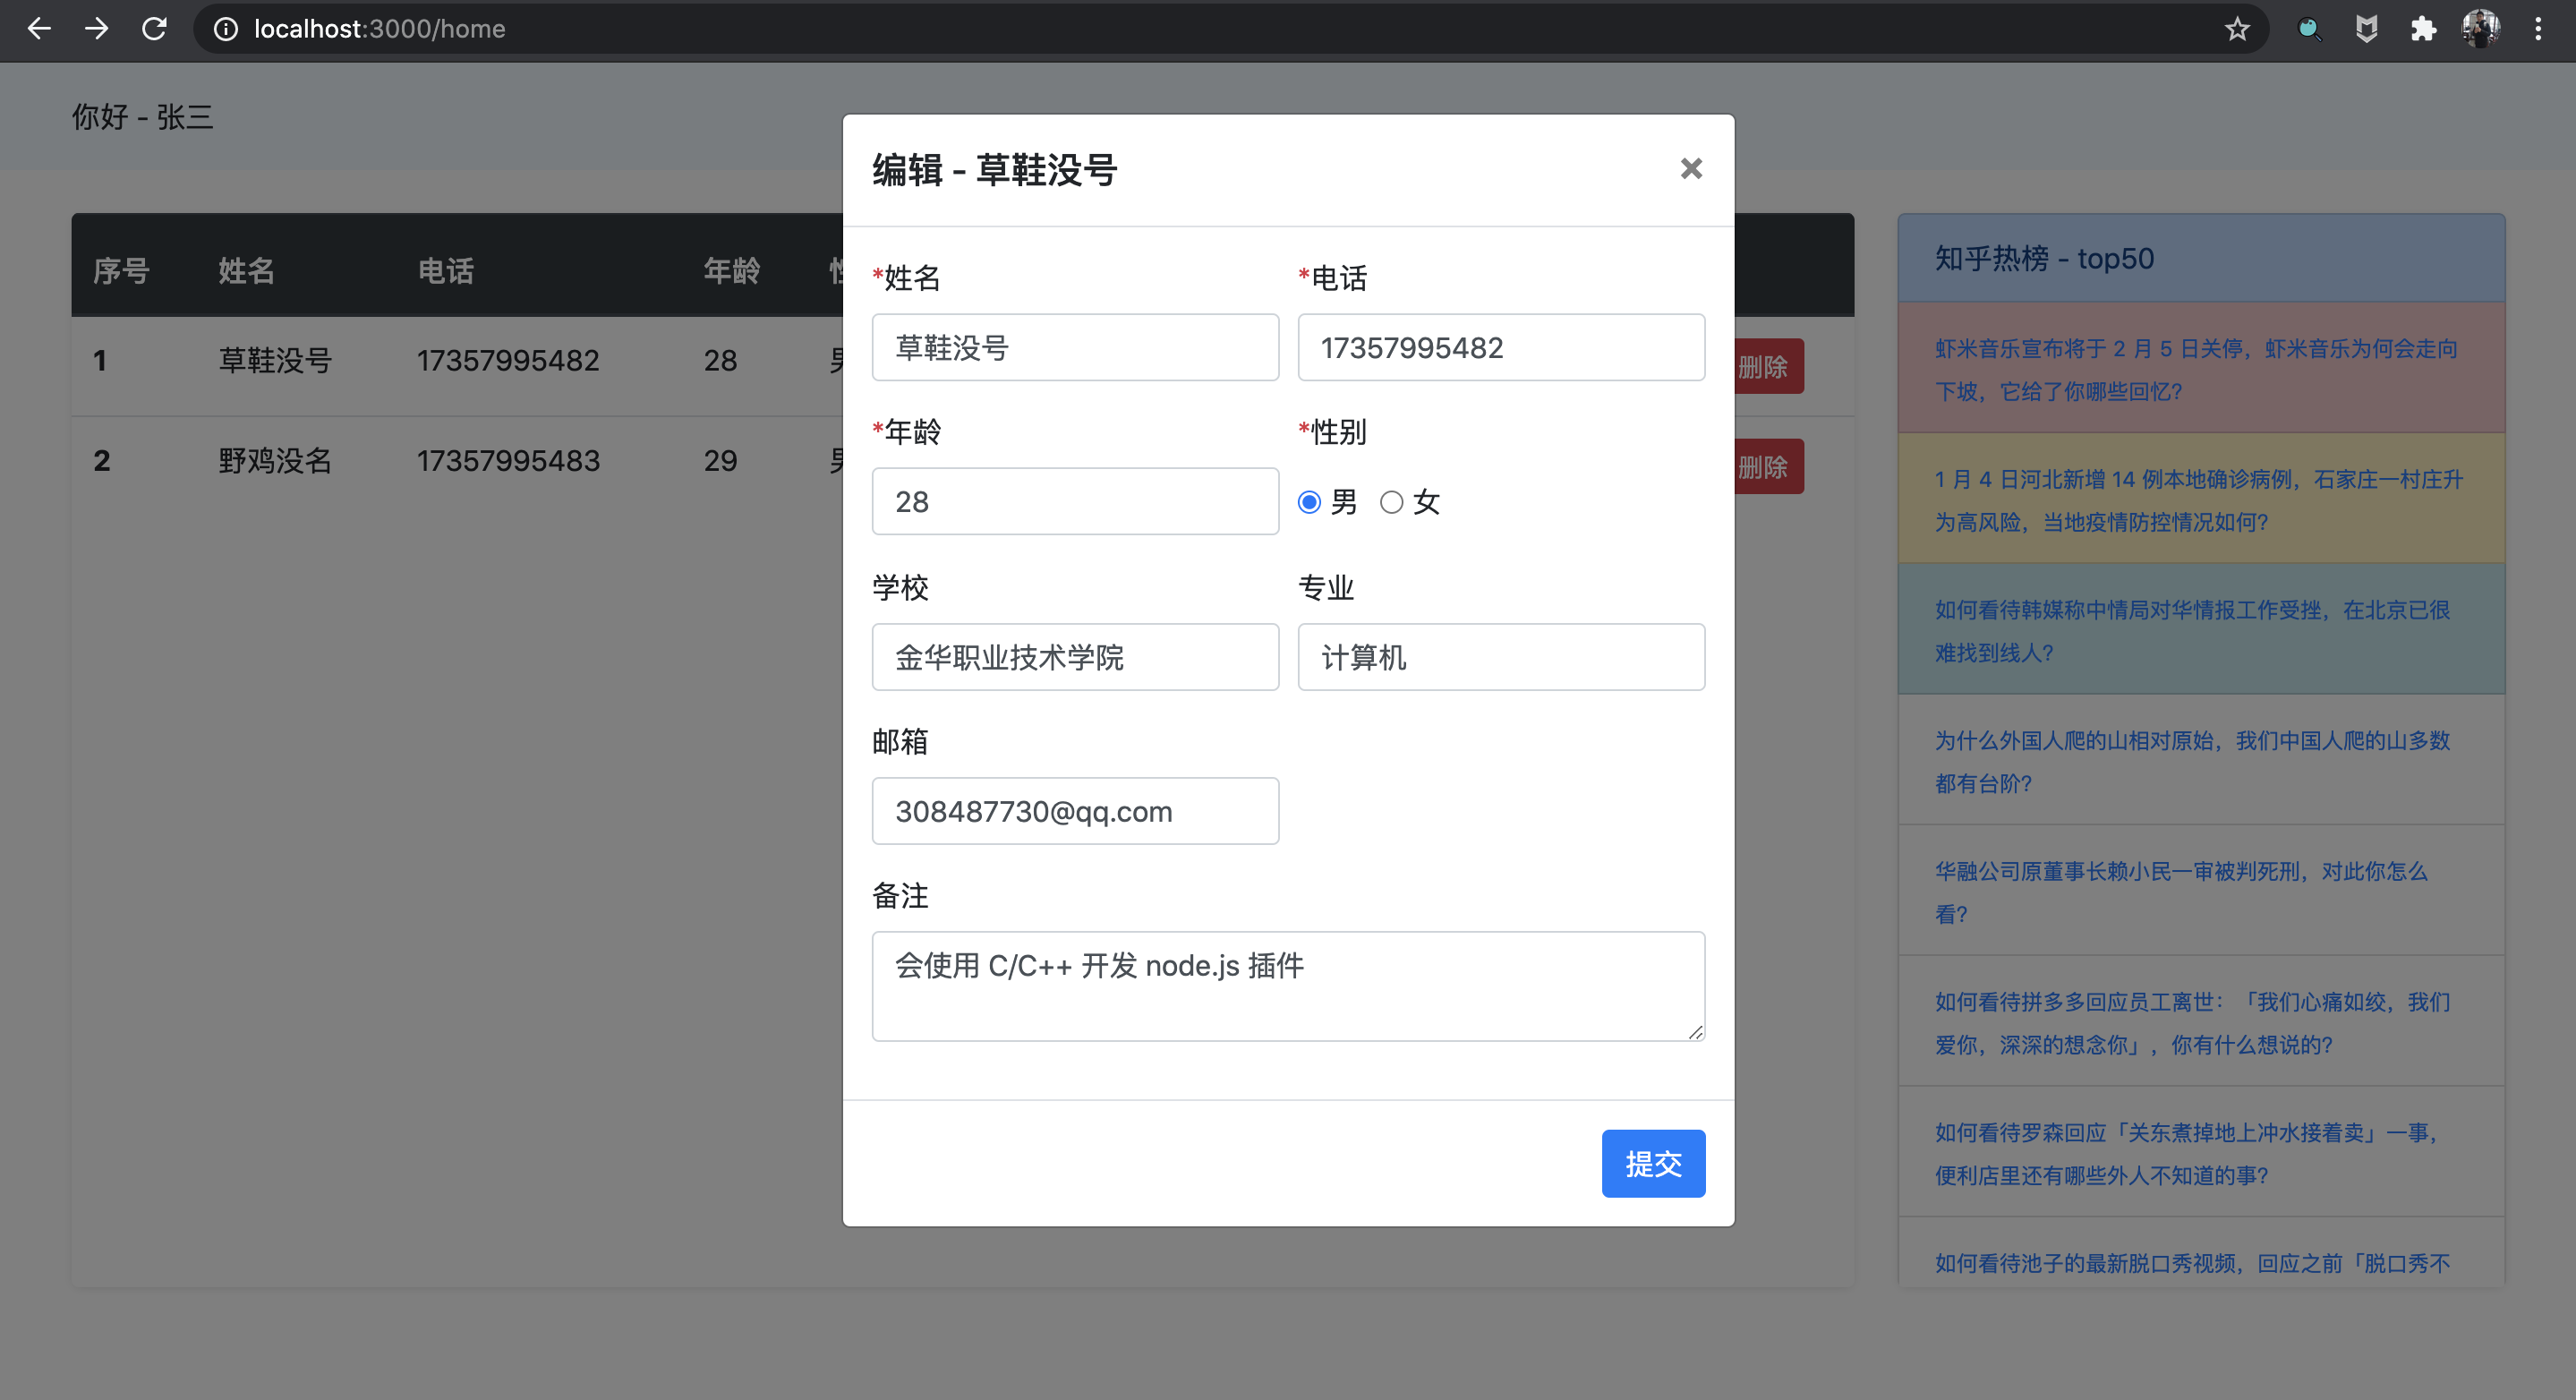 localhost:3000/home
你好 - 张三
编辑 - 草鞋没号
×
*姓名
*电话
草鞋没号
17357995482
*年龄
*性别
28
男
女
学校
专业
金华职业技术学院
计算机
邮箱
308487730@qq.com
备注
会使用 C/C++ 开发 node.js 插件
提交
序号 姓名 电话 年龄
1 草鞋没号 17357995482 28 删除
2 野鸡没名 17357995483 29 删除
知乎热榜 - top50
虾米音乐宣布将于 2 月 5 日关停，虾米音乐为何会走向
下坡，它给了你哪些回忆？
1 月 4 日河北新增 14 例本地确诊病例，石家庄一村庄升
为高风险，当地疫情防控情况如何？
如何看待韩媒称中情局对华情报工作受挫，在北京已很
难找到线人？
为什么外国人爬的山相对原始，我们中国人爬的山多数
都有台阶？
华融公司原董事长赖小民一审被判死刑，对此你怎么
看？
如何看待拼多多回应员工离世：「我们心痛如绞，我们
爱你，深深的想念你」，你有什么想说的？
如何看待罗森回应「关东煮掉地上冲水接着卖」一事，
便利店里还有哪些外人不知道的事？
如何看待池子的最新脱口秀视频，回应之前「脱口秀不